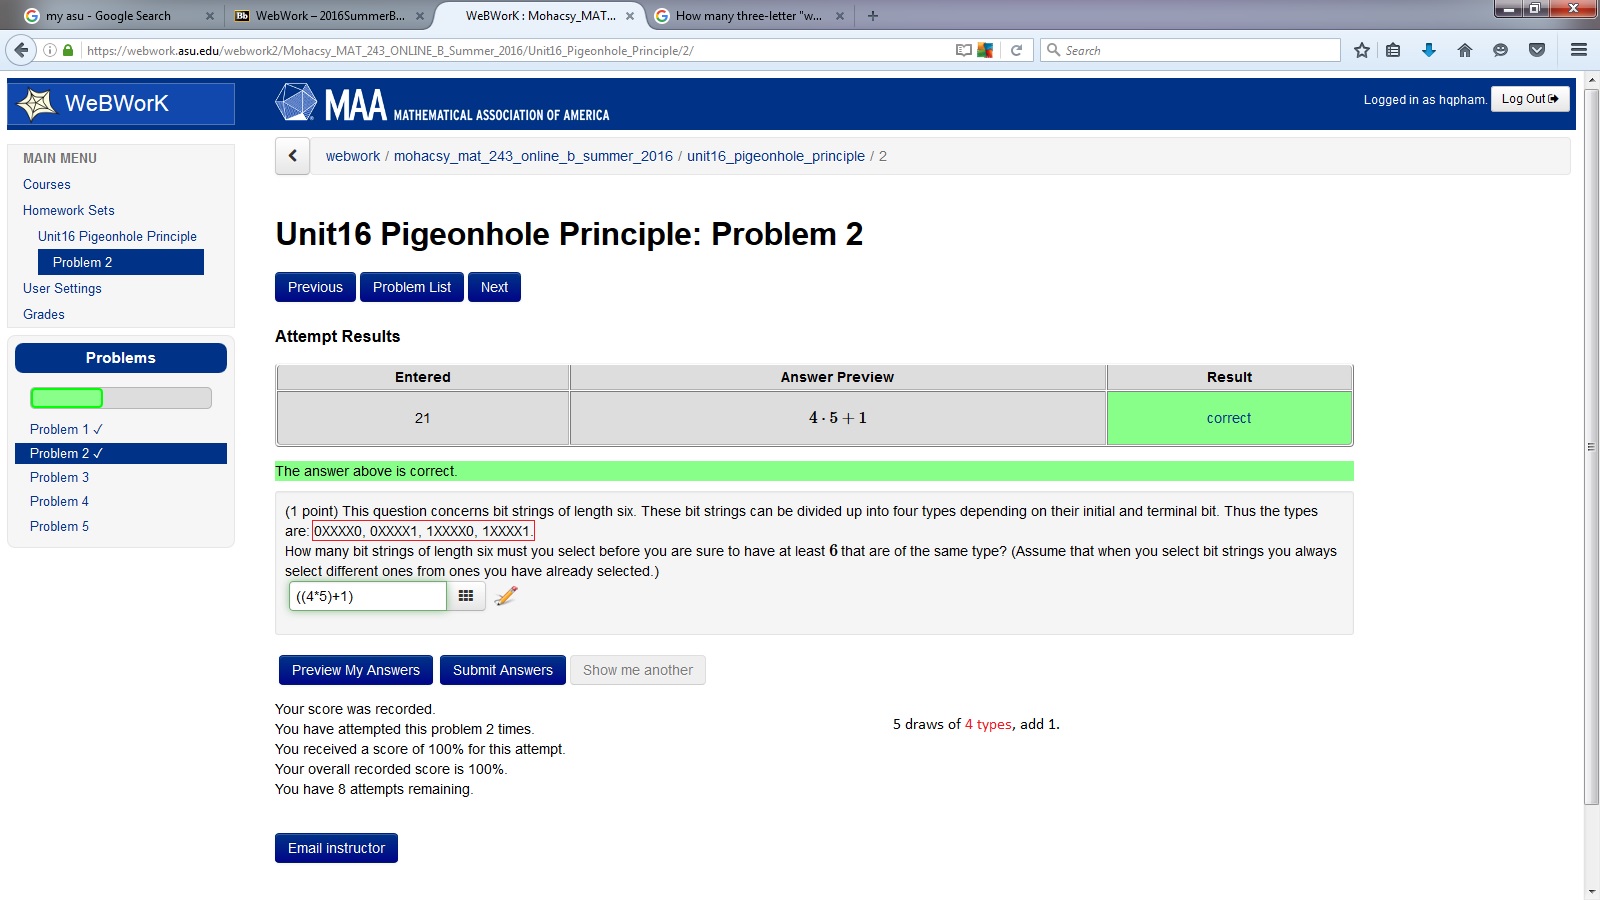 my asu - Google Search
WebWork – 2016SummerB...
WeBWorK : Mohacsy_MAT...
How many three-letter "w...
https://webwork.asu.edu/webwork2/Mohacsy_MAT_243_ONLINE_B_Summer_2016/Unit16_Pigeonhole_Principle/2/
Search
WeBWorK
MAA MATHEMATICAL ASSOCIATION OF AMERICA
Logged in as hqpham.
Log Out
MAIN MENU
Courses
Homework Sets
Unit16 Pigeonhole Principle
Problem 2
User Settings
Grades
Problems
Problem 1 ✓
Problem 2 ✓
Problem 3
Problem 4
Problem 5
webwork / mohacsy_mat_243_online_b_summer_2016 / unit16_pigeonhole_principle / 2
Unit16 Pigeonhole Principle: Problem 2
Previous
Problem List
Next
Attempt Results
Entered Answer Preview Result
21 4 · 5 + 1 correct
The answer above is correct.
(1 point) This question concerns bit strings of length six. These bit strings can be divided up into four types depending on their initial and terminal bit. Thus the types
are: 0XXXX0, 0XXXX1, 1XXXX0, 1XXXX1.
How many bit strings of length six must you select before you are sure to have at least 6 that are of the same type? (Assume that when you select bit strings you always
select different ones from ones you have already selected.)
((4*5)+1)
Preview My Answers
Submit Answers
Show me another
Your score was recorded.
You have attempted this problem 2 times.
You received a score of 100% for this attempt.
Your overall recorded score is 100%.
You have 8 attempts remaining.
5 draws of 4 types, add 1.
Email instructor